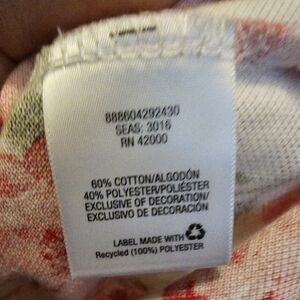 888604292430
SEAS: 3016
RN 42000
60% COTTON/ALGODÓN
40% POLYESTER/POLIÉSTER
EXCLUSIVE OF DECORATION/
EXCLUSIVO DE DECORACIÓN
LABEL MADE WITH
Recycled (100%) POLYESTER